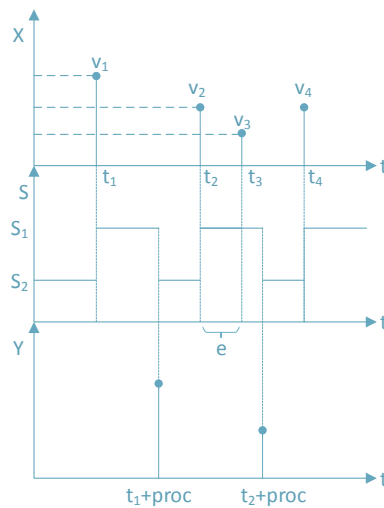 X
v₁
v₂
v₃
v₄
t₁
t₂
t₃
t₄
t
S
S₁
S₂
t
Y
e
t
t₁+proc
t₂+proc